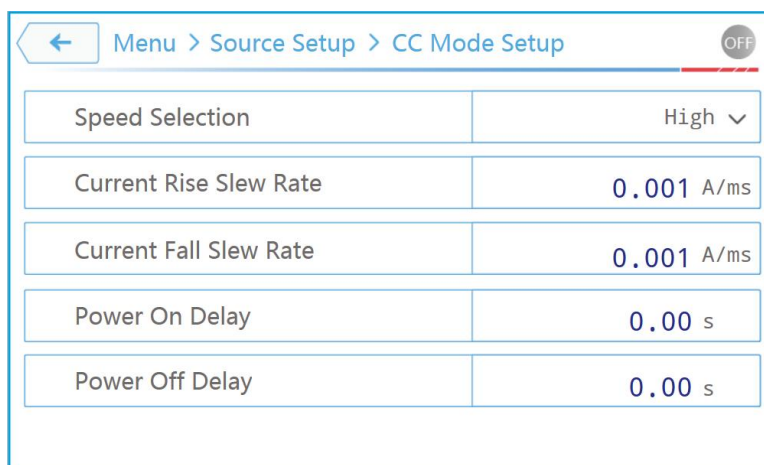 ← Menu > Source Setup > CC Mode Setup OFF
Speed Selection High
Current Rise Slew Rate 0.001 A/ms
Current Fall Slew Rate 0.001 A/ms
Power On Delay 0.00 s
Power Off Delay 0.00 s